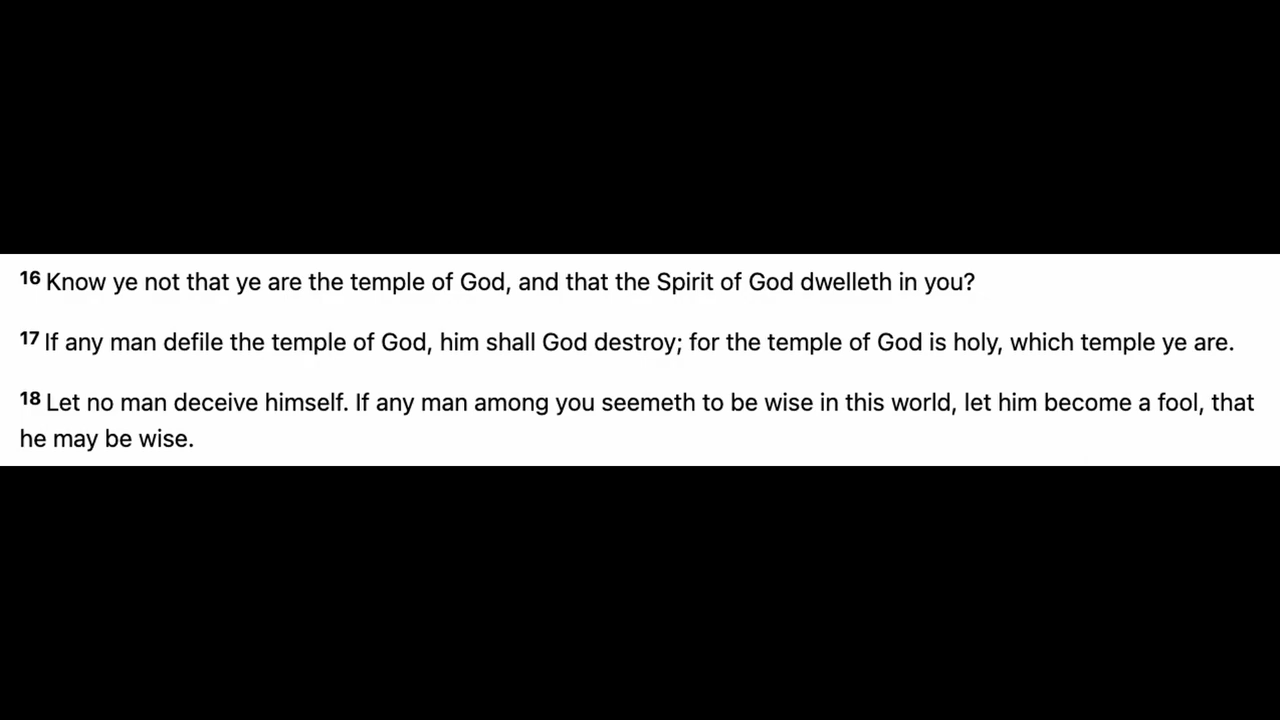 16 Know ye not that ye are the temple of God, and that the Spirit of God dwelleth in you?
17 If any man defile the temple of God, him shall God destroy; for the temple of God is holy, which temple ye are.
18 Let no man deceive himself. If any man among you seemeth to be wise in this world, let him become a fool, that
he may be wise.